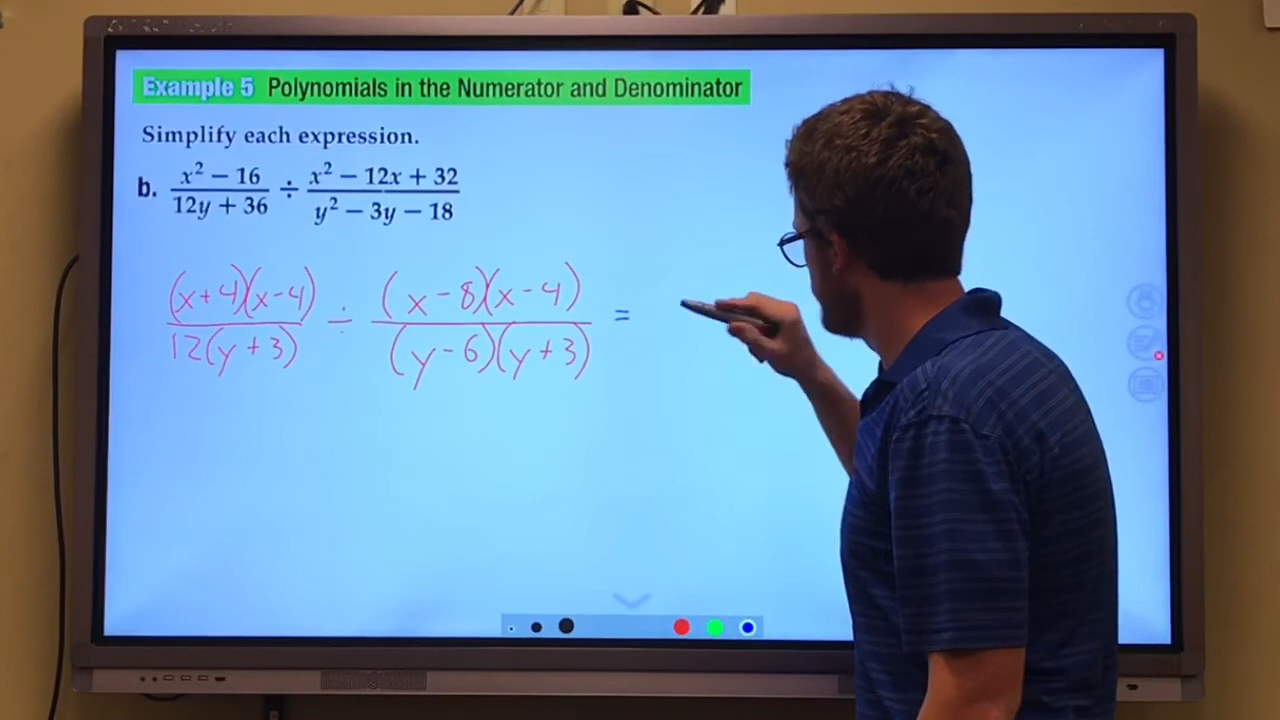 Example 5 Polynomials in the Numerator and Denominator
Simplify each expression.
b. x² − 16 / 12y + 36 ÷ x² − 12x + 32 / y² − 3y − 18
(x+4)(x-4) / 12(y+3) ÷ (x-8)(x-4) / (y-6)(y+3) =